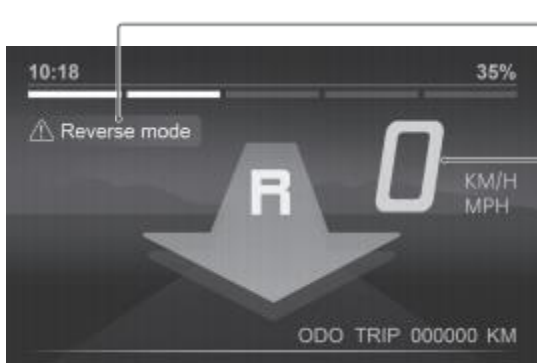 10:18 35%
Reverse mode
R
0
KM/H
MPH
ODO TRIP 000000 KM